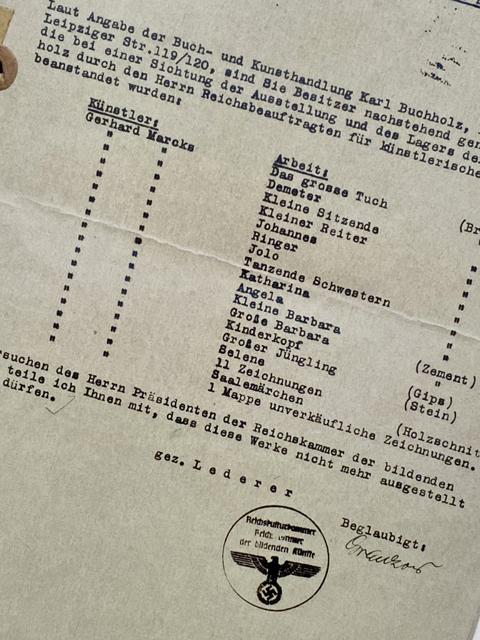 Laut Angabe der Buch- und Kunsthandlung Karl Buchholz,
Leipziger Str.119/120, sind Sie Besitzer nachstehend gen
die bei einer Sichtung der Ausstellung und des Lagers de
holz durch den Herrn Reichsbeauftragten für künstlerische
beanstandet wurden:
Künstler: Arbeit:
Gerhard Marcks Das grosse Tuch (Br
" " Demeter "
" " Kleine Sitzende "
" " Kleiner Reiter "
" " Johannes "
" " Ringer "
" " Jolo "
" " Tanzende Schwestern "
" " Katharina "
" " Angela "
" " Kleine Barbara (Zement)
" " Große Barbara "
" " Kinderkopf (Gips)
" " Großer Jüngling (Stein)
" " Selene
" " 11 Zeichnungen
" " Saalemärchen (Holzschnit
" " 1 Mappe unverkäufliche Zeichnungen.
suchen des Herrn Präsidenten der Reichskammer der bildenden
teile ich Ihnen mit, dass diese Werke nicht mehr ausgestellt
dürfen.
gez. Lederer
Beglaubigt:
Reichskulturkammer
der bildenden Künste